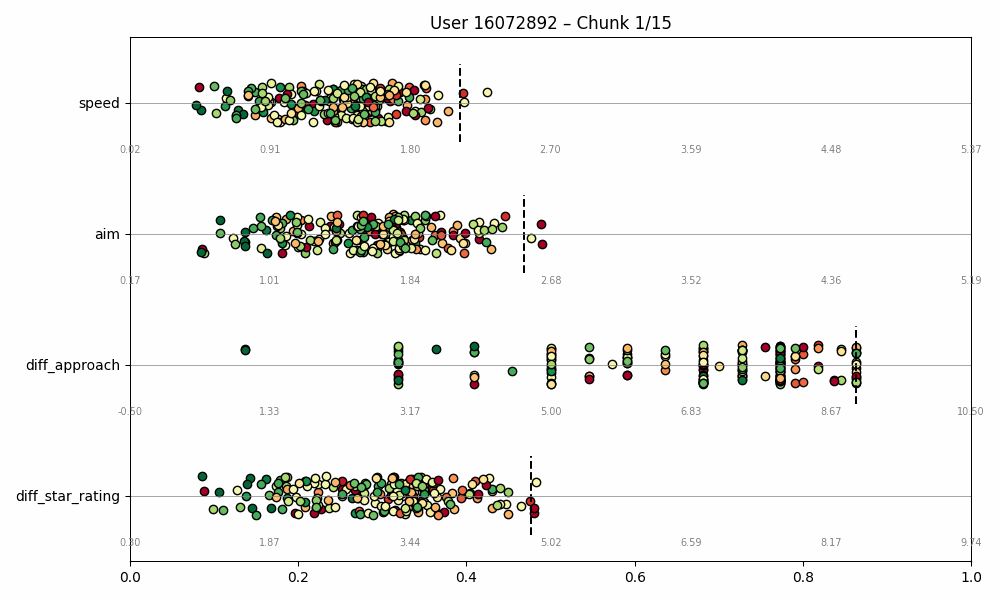 User 16072892 – Chunk 1/15
speed
0.02 0.91 1.80 2.70 3.59 4.48 5.37
aim
0.17 1.01 1.84 2.68 3.52 4.36 5.19
diff_approach
-0.50 1.33 3.17 5.00 6.83 8.67 10.50
diff_star_rating
0.30 1.87 3.44 5.02 6.59 8.17 9.74
0.0 0.2 0.4 0.6 0.8 1.0